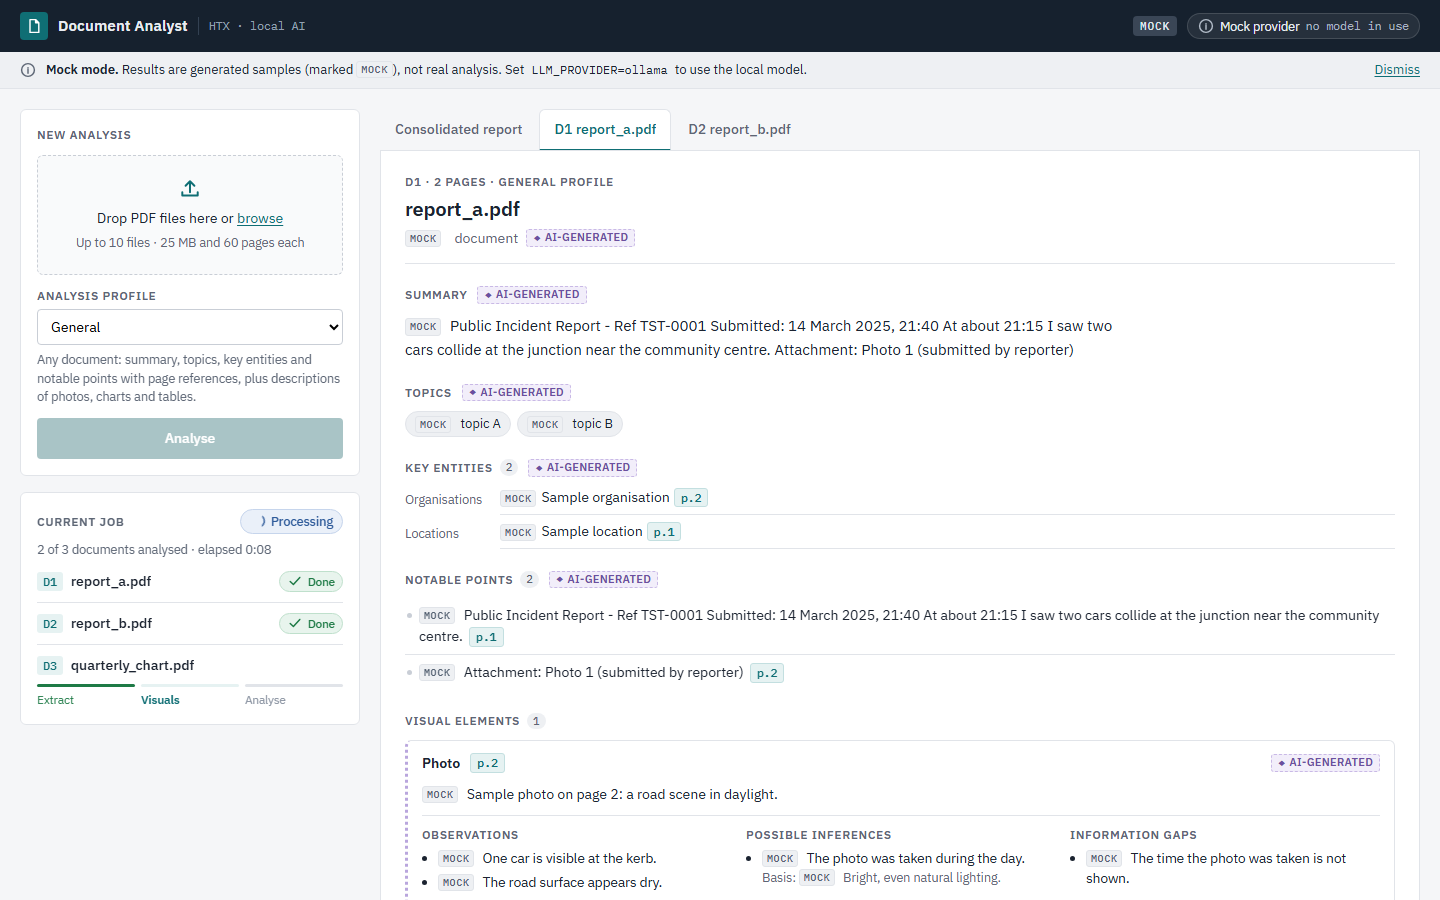 Document Analyst HTX · local AI MOCK Mock provider no model in use
Mock mode. Results are generated samples (marked MOCK), not real analysis. Set LLM_PROVIDER=ollama to use the local model. Dismiss
NEW ANALYSIS
Drop PDF files here or browse
Up to 10 files · 25 MB and 60 pages each
ANALYSIS PROFILE
General
Any document: summary, topics, key entities and
notable points with page references, plus descriptions
of photos, charts and tables.
Analyse
CURRENT JOB Processing
2 of 3 documents analysed · elapsed 0:08
D1 report_a.pdf Done
D2 report_b.pdf Done
D3 quarterly_chart.pdf
Extract Visuals Analyse
Consolidated report D1 report_a.pdf D2 report_b.pdf
D1 · 2 PAGES · GENERAL PROFILE
report_a.pdf
MOCK document AI-GENERATED
SUMMARY AI-GENERATED
MOCK Public Incident Report - Ref TST-0001 Submitted: 14 March 2025, 21:40 At about 21:15 I saw two
cars collide at the junction near the community centre. Attachment: Photo 1 (submitted by reporter)
TOPICS AI-GENERATED
MOCK topic A MOCK topic B
KEY ENTITIES 2 AI-GENERATED
Organisations MOCK Sample organisation p.2
Locations MOCK Sample location p.1
NOTABLE POINTS 2 AI-GENERATED
MOCK Public Incident Report - Ref TST-0001 Submitted: 14 March 2025, 21:40 At about 21:15 I saw two cars collide at the junction near the community
centre. p.1
MOCK Attachment: Photo 1 (submitted by reporter) p.2
VISUAL ELEMENTS 1
Photo p.2 AI-GENERATED
MOCK Sample photo on page 2: a road scene in daylight.
OBSERVATIONS
MOCK One car is visible at the kerb.
MOCK The road surface appears dry.
POSSIBLE INFERENCES
MOCK The photo was taken during the day.
Basis: MOCK Bright, even natural lighting.
INFORMATION GAPS
MOCK The time the photo was taken is not
shown.